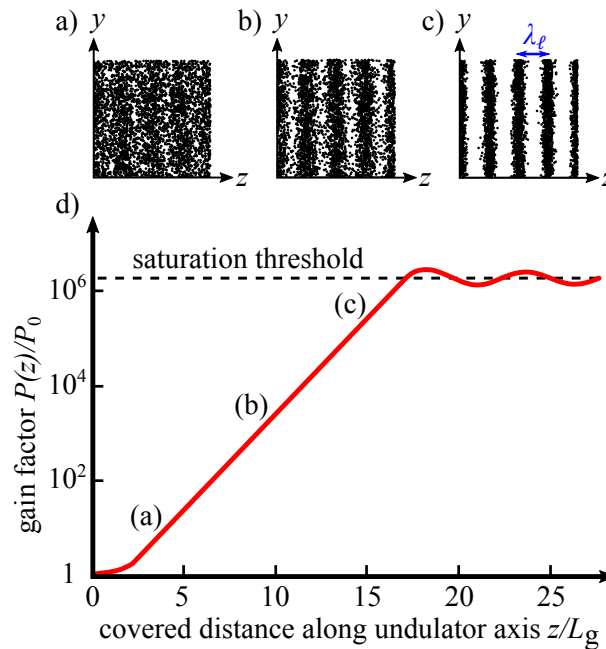 a) y z
b) y z
c) y λℓ z
d)
saturation threshold
10⁶
(c)
10⁴
(b)
10²
(a)
1
gain factor P(z)/P₀
0 5 10 15 20 25
covered distance along undulator axis z/Lg